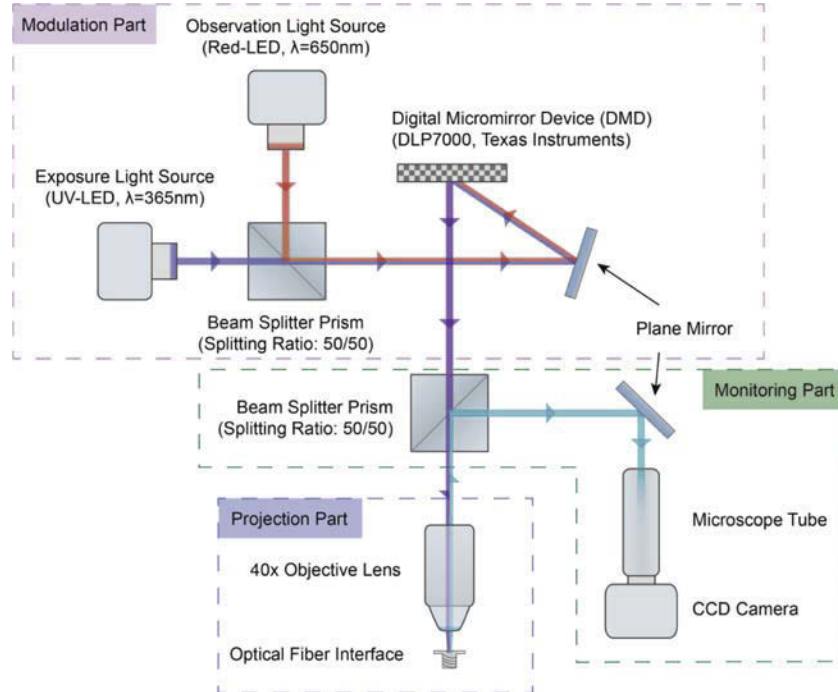 Modulation Part
Observation Light Source
(Red-LED, λ=650nm)
Digital Micromirror Device (DMD)
(DLP7000, Texas Instruments)
Exposure Light Source
(UV-LED, λ=365nm)
Beam Splitter Prism
(Splitting Ratio: 50/50)
Plane Mirror
Beam Splitter Prism
(Splitting Ratio: 50/50)
Monitoring Part
Projection Part
Microscope Tube
40x Objective Lens
CCD Camera
Optical Fiber Interface